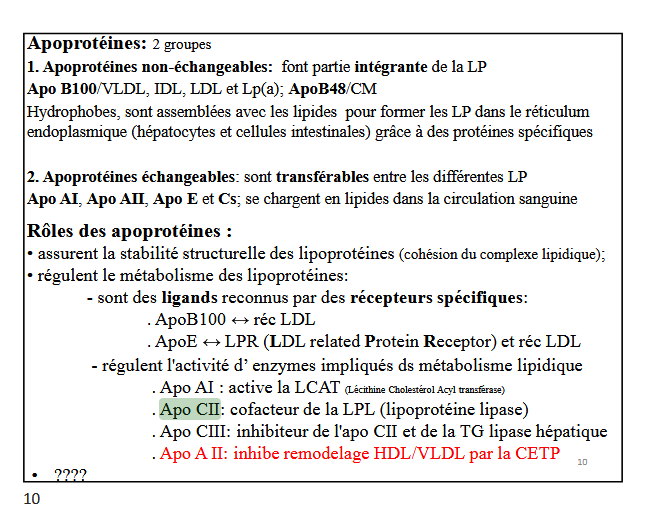 Apoprotéines: 2 groupes
1. Apoprotéines non-échangeables: font partie intégrante de la LP
Apo B100/VLDL, IDL, LDL et Lp(a); ApoB48/CM
Hydrophobes, sont assemblées avec les lipides pour former les LP dans le réticulum
endoplasmique (hépatocytes et cellules intestinales) grâce à des protéines spécifiques
2. Apoprotéines échangeables: sont transférables entre les différentes LP
Apo AI, Apo AII, Apo E et Cs; se chargent en lipides dans la circulation sanguine
Rôles des apoprotéines :
• assurent la stabilité structurelle des lipoprotéines (cohésion du complexe lipidique);
• régulent le métabolisme des lipoprotéines:
- sont des ligands reconnus par des récepteurs spécifiques:
. ApoB100 ↔ réc LDL
. ApoE ↔ LPR (LDL related Protein Receptor) et réc LDL
- régulent l'activité d' enzymes impliqués ds métabolisme lipidique
. Apo AI : active la LCAT (Lécithine Cholestérol Acyl transférase)
. Apo CII: cofacteur de la LPL (lipoprotéine lipase)
. Apo CIII: inhibiteur de l'apo CII et de la TG lipase hépatique
. Apo A II: inhibe remodelage HDL/VLDL par la CETP
10
• ????
10